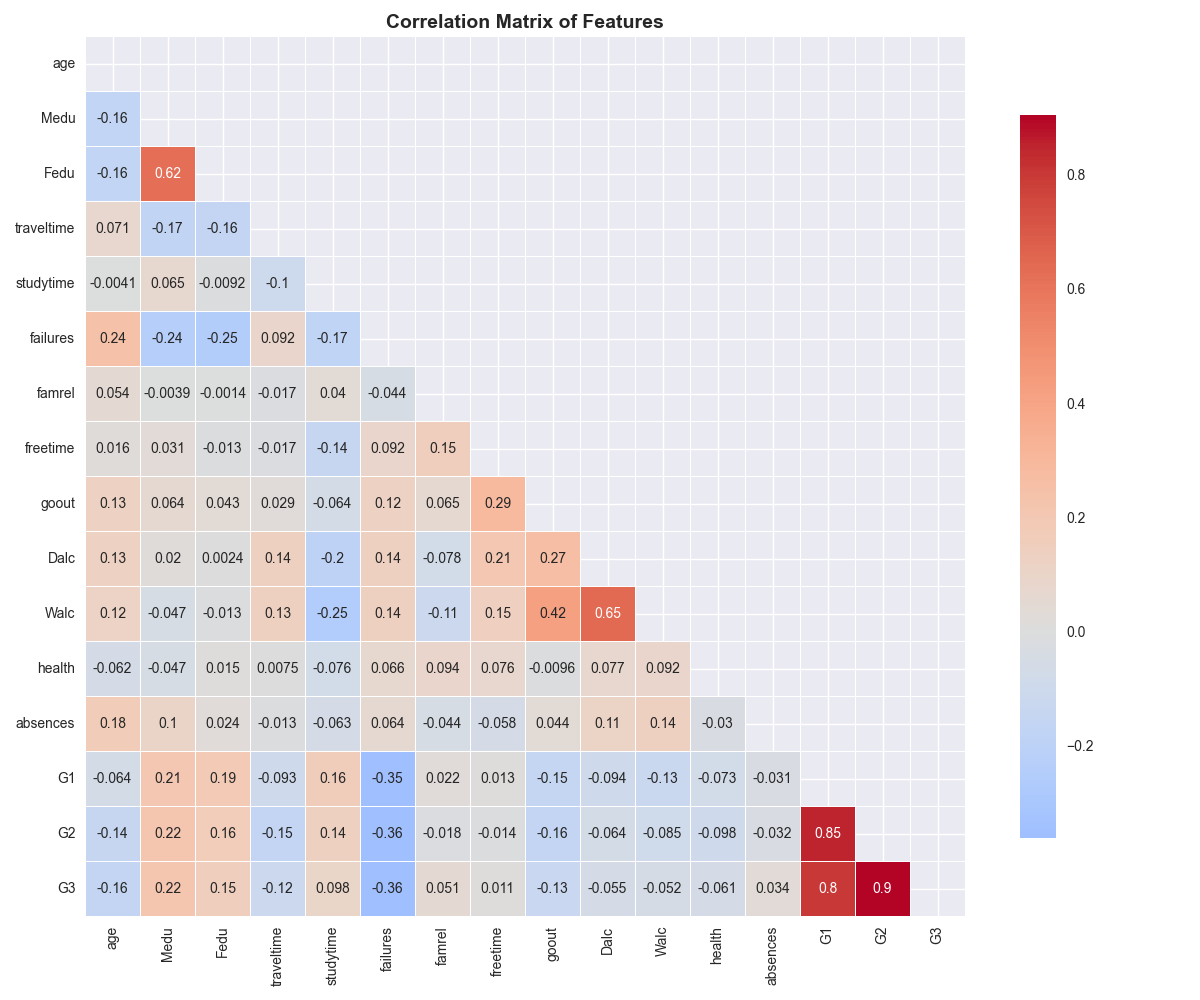 Correlation Matrix of Features
age
Medu -0.16
Fedu -0.16 0.62
traveltime 0.071 -0.17 -0.16
studytime -0.0041 0.065 -0.0092 -0.1
failures 0.24 -0.24 -0.25 0.092 -0.17
famrel 0.054 -0.0039 -0.0014 -0.017 0.04 -0.044
freetime 0.016 0.031 -0.013 -0.017 -0.14 0.092 0.15
goout 0.13 0.064 0.043 0.029 -0.064 0.12 0.065 0.29
Dalc 0.13 0.02 0.0024 0.14 -0.2 0.14 -0.078 0.21 0.27
Walc 0.12 -0.047 -0.013 0.13 -0.25 0.14 -0.11 0.15 0.42 0.65
health -0.062 -0.047 0.015 0.0075 -0.076 0.066 0.094 0.076 -0.0096 0.077 0.092
absences 0.18 0.1 0.024 -0.013 -0.063 0.064 -0.044 -0.058 0.044 0.11 0.14 -0.03
G1 -0.064 0.21 0.19 -0.093 0.16 -0.35 0.022 0.013 -0.15 -0.094 -0.13 -0.073 -0.031
G2 -0.14 0.22 0.16 -0.15 0.14 -0.36 -0.018 -0.014 -0.16 -0.064 -0.085 -0.098 -0.032 0.85
G3 -0.16 0.22 0.15 -0.12 0.098 -0.36 0.051 0.011 -0.13 -0.055 -0.052 -0.061 0.034 0.8 0.9
age Medu Fedu traveltime studytime failures famrel freetime goout Dalc Walc health absences G1 G2 G3
0.8
0.6
0.4
0.2
0.0
−0.2